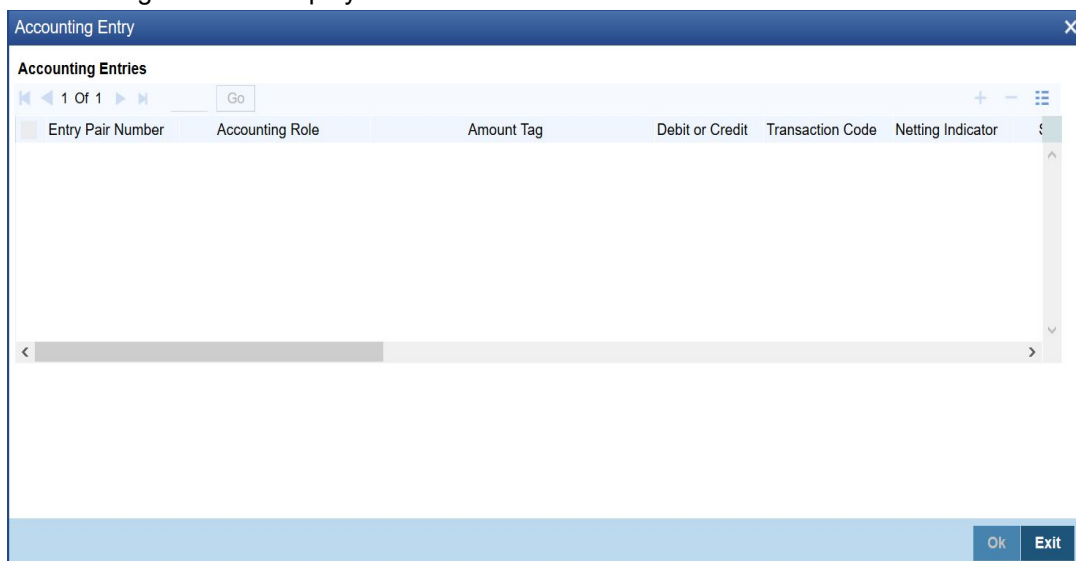 Accounting Entry
Accounting Entries
1 Of 1 Go
Entry Pair Number Accounting Role Amount Tag Debit or Credit Transaction Code Netting Indicator
Ok Exit